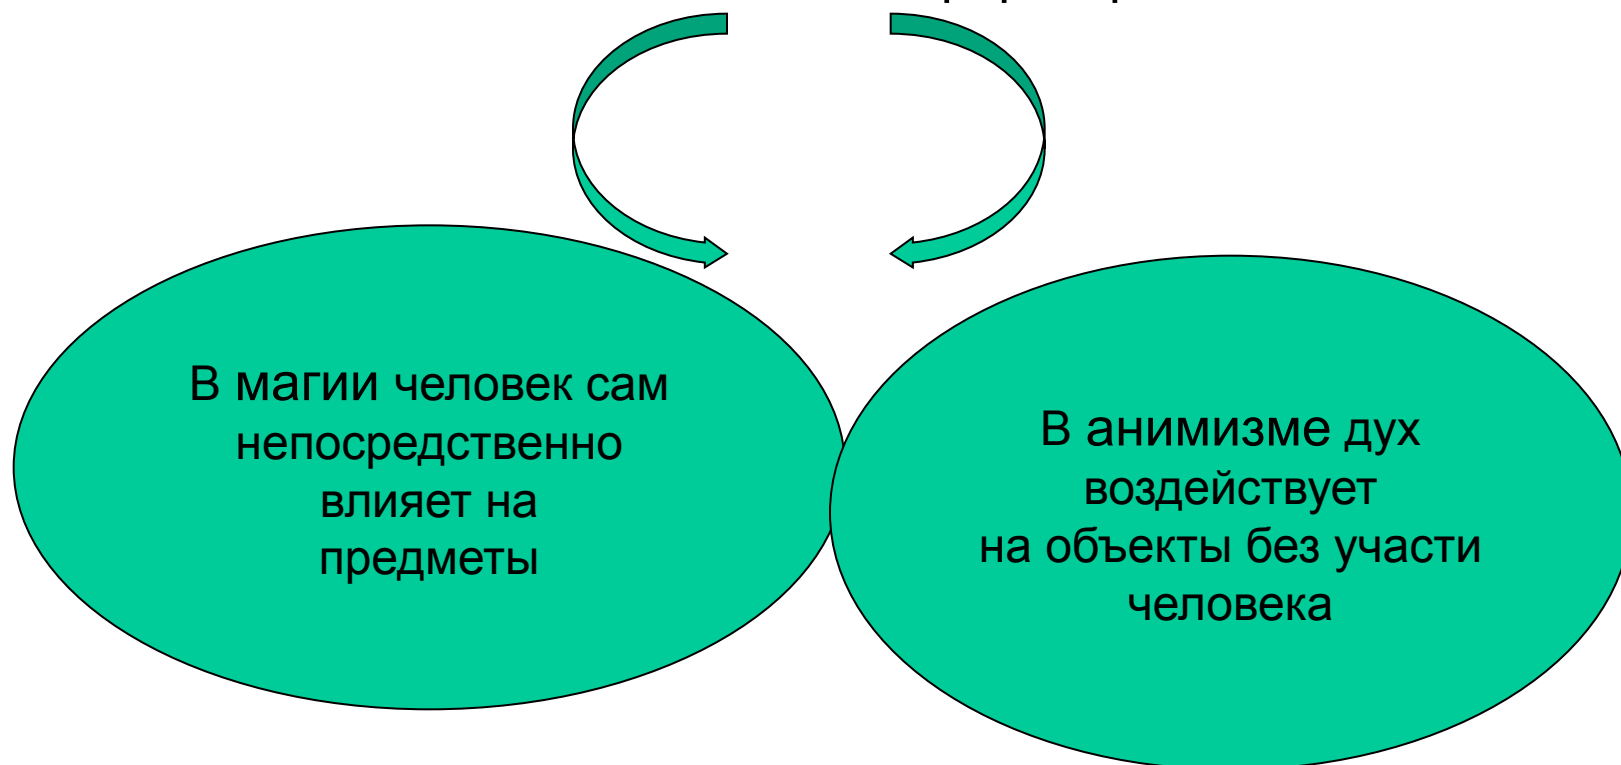 В магии человек сам
непосредственно
влияет на
предметы
В анимизме дух
воздействует
на объекты без участи
человека